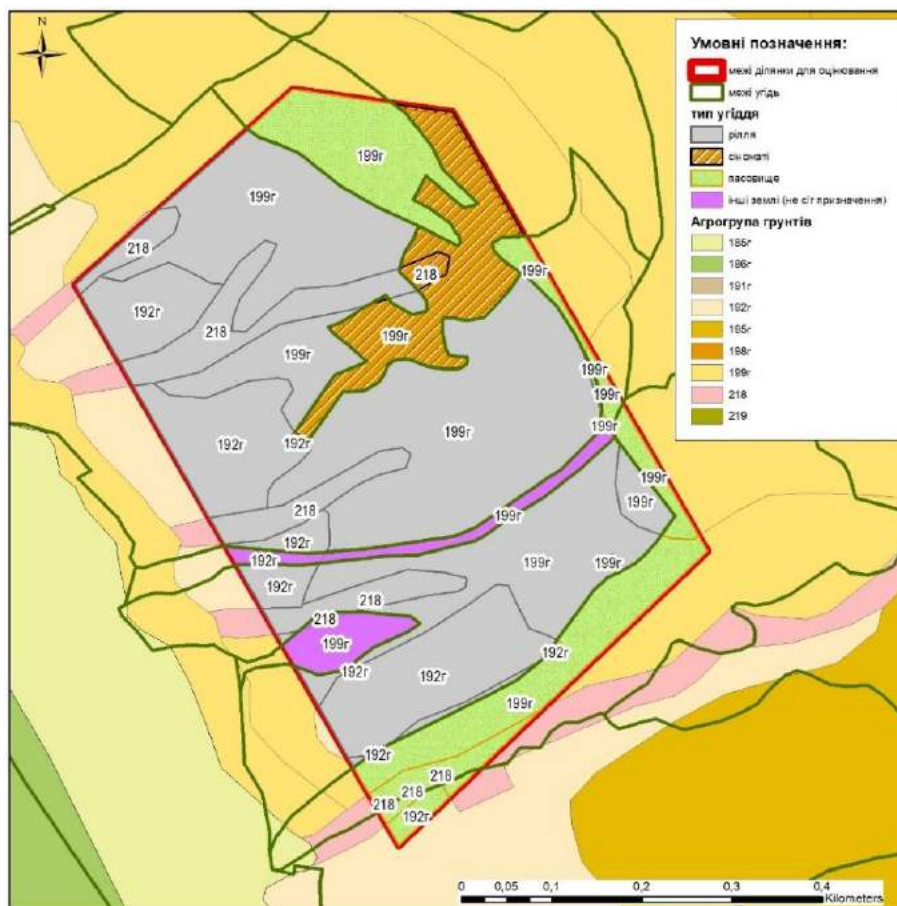 N
Умовні позначення:
межі ділянки для оцінювання
межі угідь
тип угіддя
рілля
сіножаті
пасовище
інші землі (не с/г призначення)
Агрогрупа ґрунтів
185г
186г
191г
192г
195г
198г
199г
218
219
199г
199г
218
199г
218
192г
218
199г
199г
199г
199г
192г
192г
199г
199г
199г
218
199г
199г
192г
192г
199г
199г
192г
218
218
199г
192г
192г
192г
199г
192г
218
218
218
192г
0 0,05 0,1 0,2 0,3 0,4
Kilometers